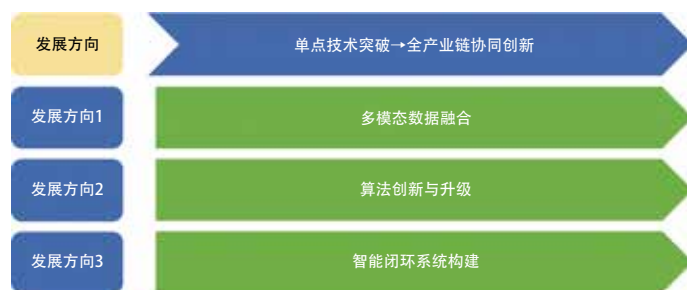 发展方向
单点技术突破→全产业链协同创新
发展方向1
多模态数据融合
发展方向2
算法创新与升级
发展方向3
智能闭环系统构建